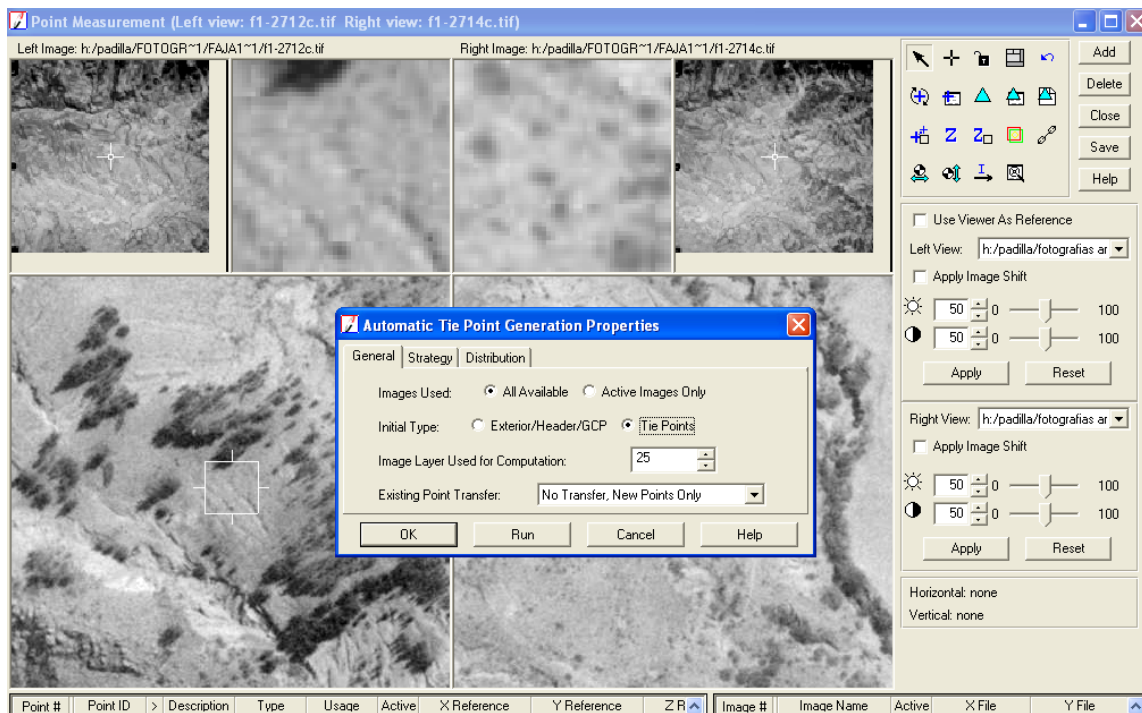 Point Measurement (Left view: f1-2712c.tif Right view: f1-2714c.tif)
Left Image: h:/padilla/FOTOGR~1/FAJA1~1/f1-2712c.tif
Right Image: h:/padilla/FOTOGR~1/FAJA1~1/f1-2714c.tif
Add
Delete
Close
Save
Help
Use Viewer As Reference
Left View: h:/padilla/fotografias ar
Apply Image Shift
50 0 100
50 0 100
Apply Reset
Right View: h:/padilla/fotografias ar
Apply Image Shift
50 0 100
50 0 100
Apply Reset
Horizontal: none
Vertical: none
Automatic Tie Point Generation Properties
General Strategy Distribution
Images Used: All Available Active Images Only
Initial Type: Exterior/Header/GCP Tie Points
Image Layer Used for Computation: 25
Existing Point Transfer: No Transfer, New Points Only
OK Run Cancel Help
Point # Point ID > Description Type Usage Active X Reference Y Reference Z R
Image # Image Name Active X File Y File